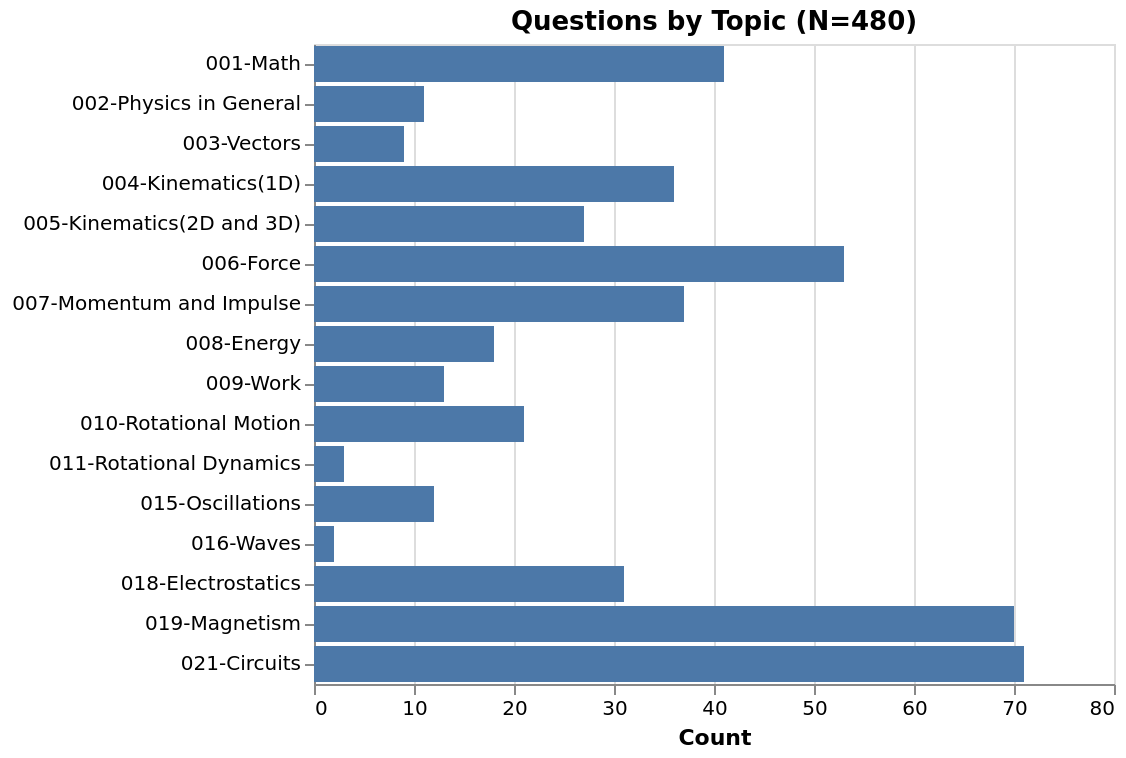 Questions by Topic (N=480)
001-Math
002-Physics in General
003-Vectors
004-Kinematics(1D)
005-Kinematics(2D and 3D)
006-Force
007-Momentum and Impulse
008-Energy
009-Work
010-Rotational Motion
011-Rotational Dynamics
015-Oscillations
016-Waves
018-Electrostatics
019-Magnetism
021-Circuits
0 10 20 30 40 50 60 70 80
Count